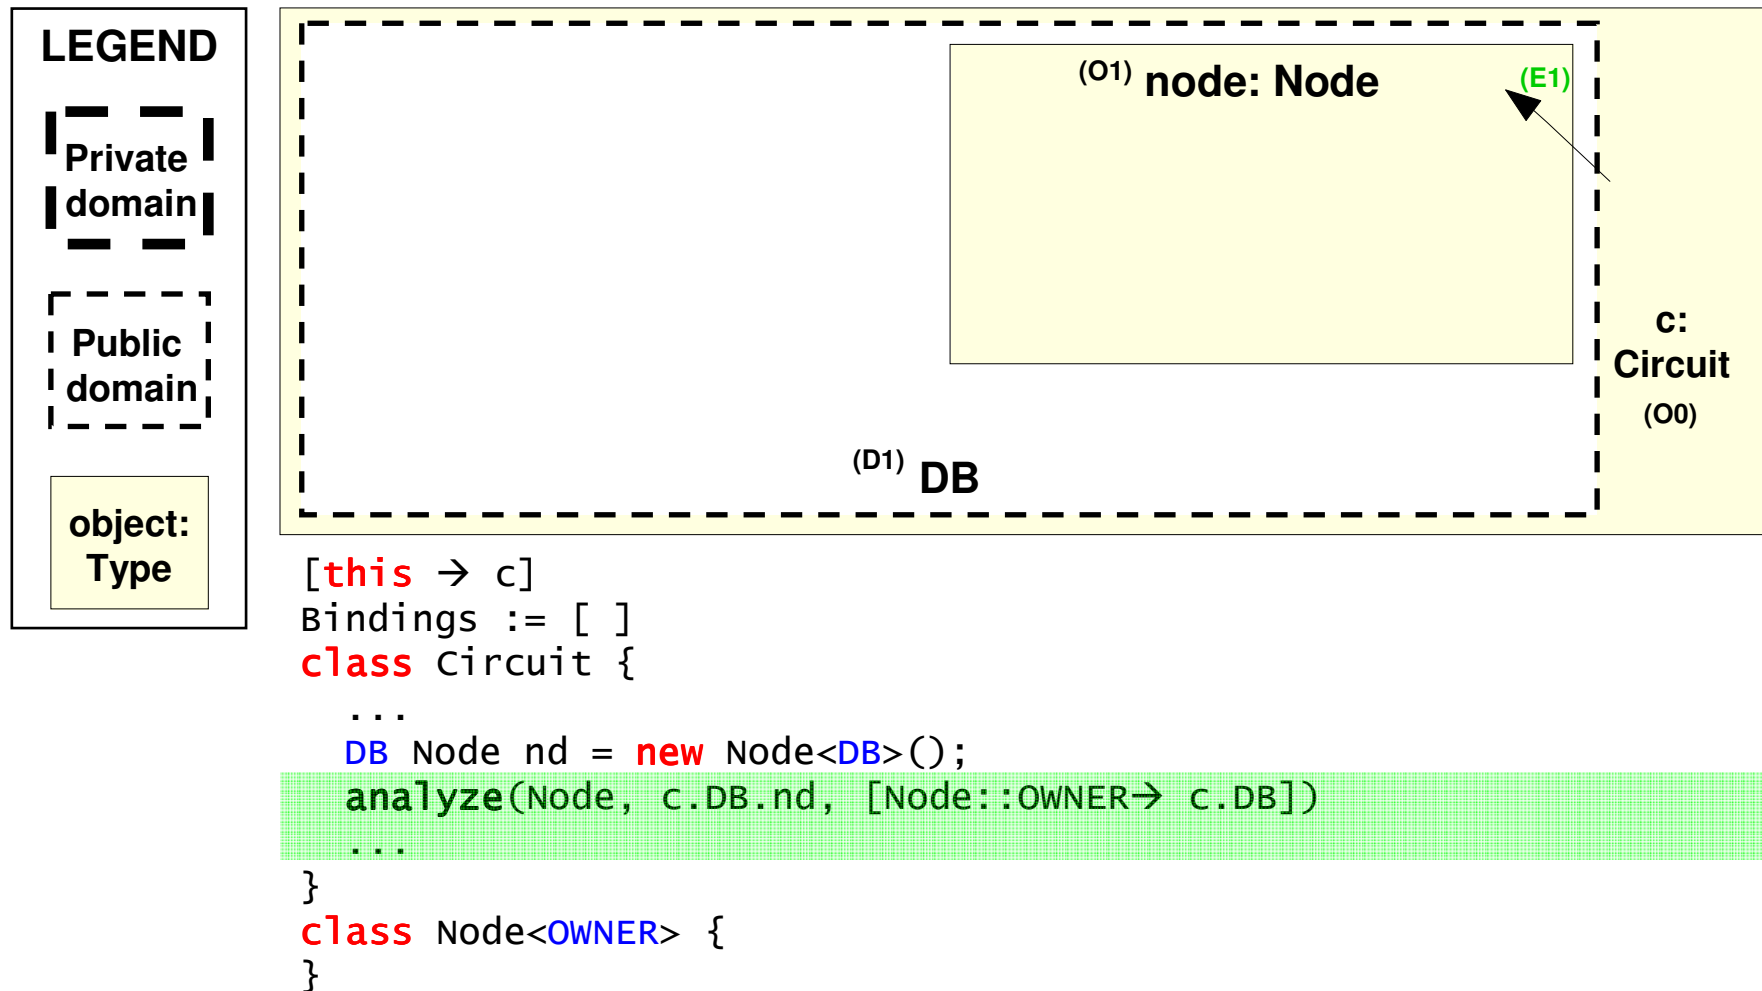 LEGEND
Private
domain
Public
domain
object:
Type
(O1) node: Node
(E1)
c:
Circuit
(O0)
(D1) DB
[this → c]
Bindings := [ ]
class Circuit {
...
DB Node nd = new Node<DB>();
analyze(Node, c.DB.nd, [Node::OWNER→ c.DB])
...
}
class Node<OWNER> {
}